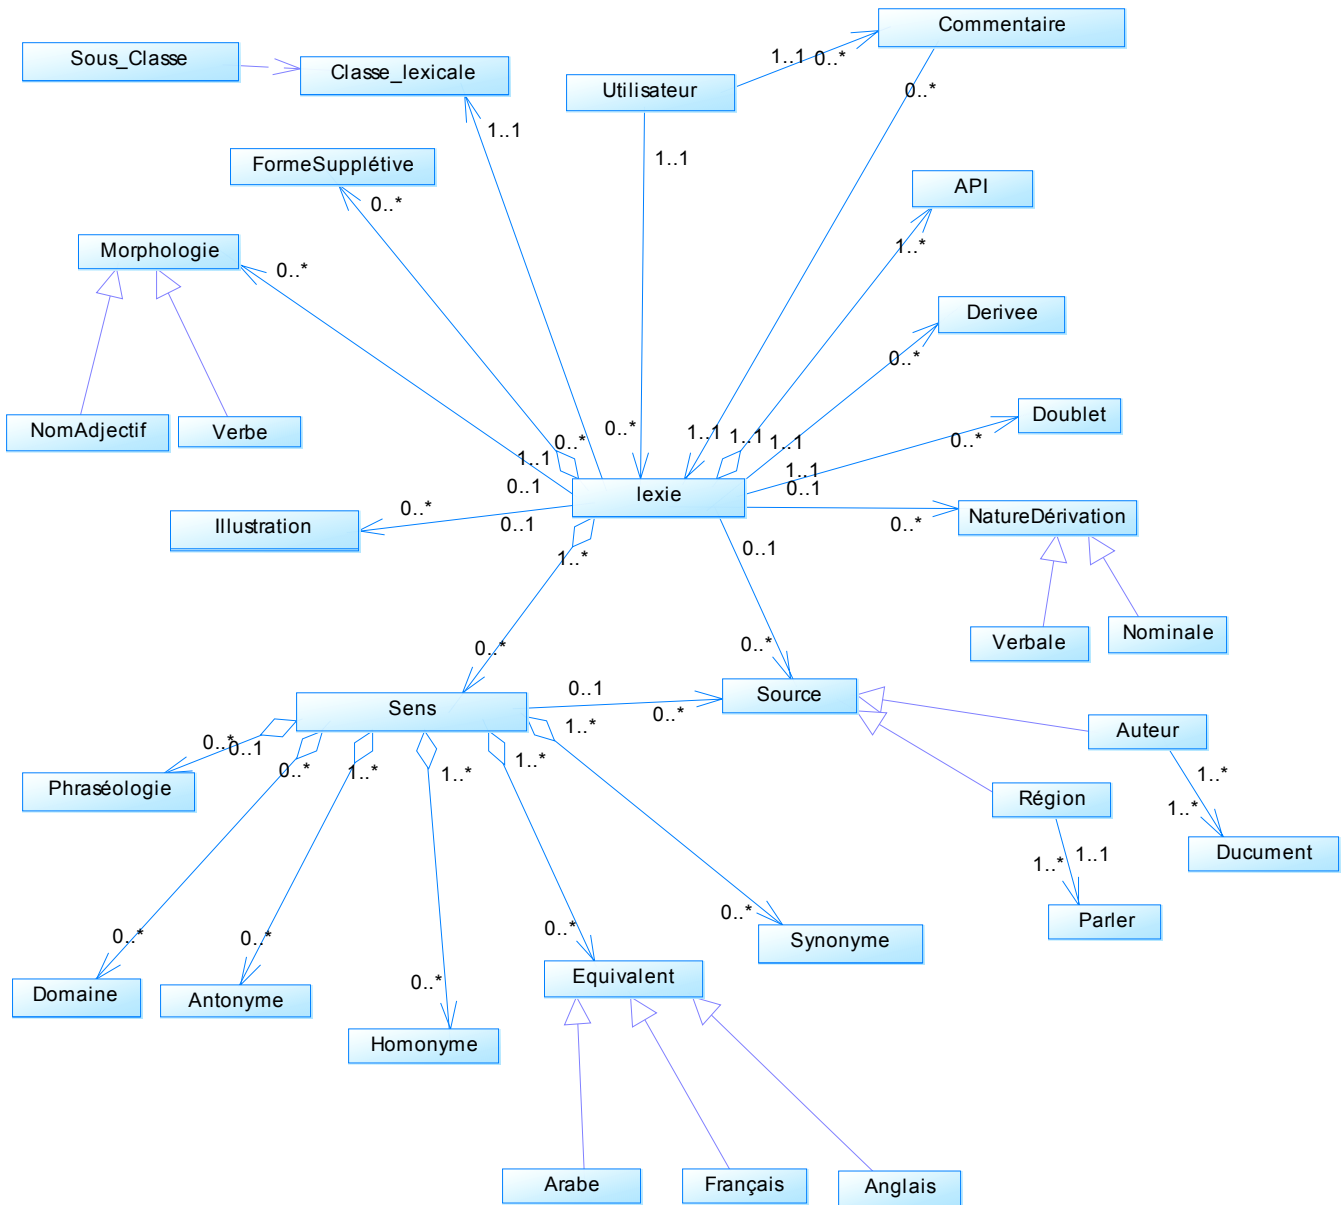 Commentaire
Sous_Classe
Classe_lexicale
1..1
0..*
Utilisateur
0..*
1..1
1..1
FormeSupplétive
API
0..*
1..*
Morphologie
0..*
Derivee
0..*
NomAdjectif
Verbe
Doublet
0..*
0..*
1..1
1..1
1..1
0..*
1..1
1..1
0..1
lexie
0..1
0..*
0..1
Illustration
0..*
NatureDérivation
1..*
0..1
Verbale
Nominale
0..*
0..*
Sens
0..1
Source
0..*
1..*
Auteur
0..*
0..1
0..*
1..*
1..*
1..*
1..*
Phraséologie
Région
1..*
Ducument
1..1
1..*
Parler
0..*
0..*
0..*
0..*
Synonyme
0..*
Domaine
Antonyme
Equivalent
Homonyme
Arabe
Français
Anglais